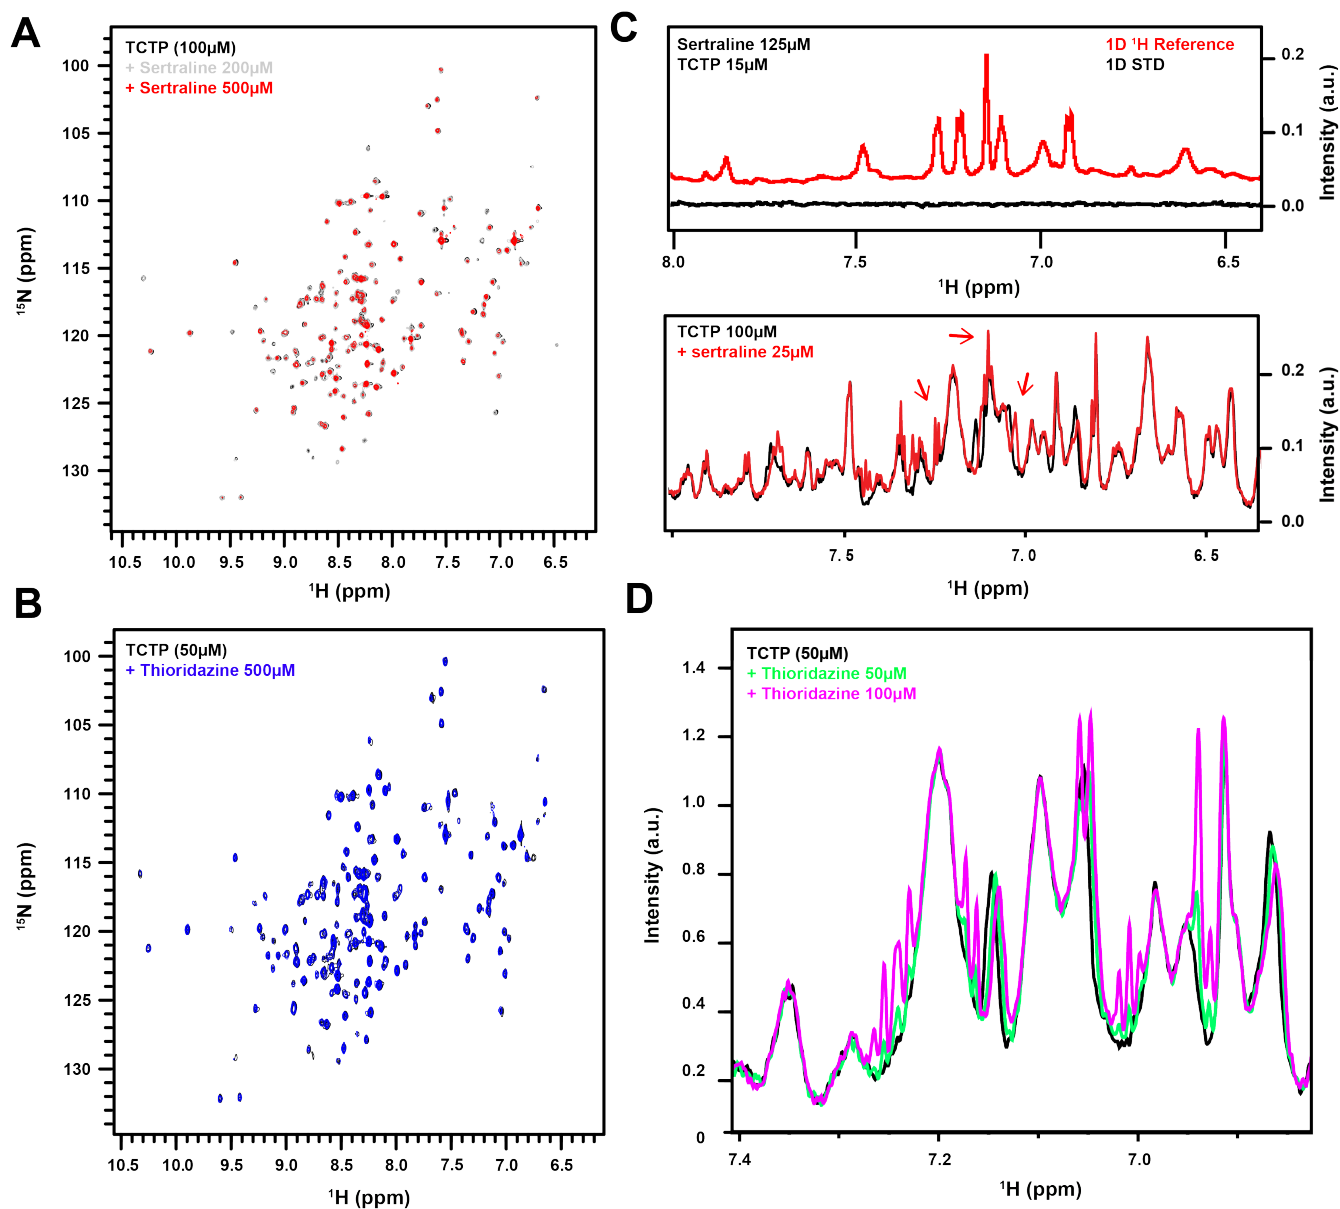 A
TCTP (100µM)
+ Sertraline 200µM
+ Sertraline 500µM
100
105
110
115
120
125
130
¹⁵N (ppm)
10.5 10.0 9.5 9.0 8.5 8.0 7.5 7.0 6.5
¹H (ppm)
B
TCTP (50µM)
+ Thioridazine 500µM
100
105
110
115
120
125
130
¹⁵N (ppm)
10.5 10.0 9.5 9.0 8.5 8.0 7.5 7.0 6.5
¹H (ppm)
C
Sertraline 125µM
TCTP 15µM
1D ¹H Reference
1D STD
0.2
0.1
0.0
Intensity (a.u.)
8.0 7.5 7.0 6.5
¹H (ppm)
TCTP 100µM
+ sertraline 25µM
0.2
0.1
0.0
Intensity (a.u.)
7.5 7.0 6.5
¹H (ppm)
D
TCTP (50µM)
+ Thioridazine 50µM
+ Thioridazine 100µM
1.4
1.2
1.0
0.8
0.6
0.4
0.2
0
Intensity (a.u.)
7.4 7.2 7.0
¹H (ppm)